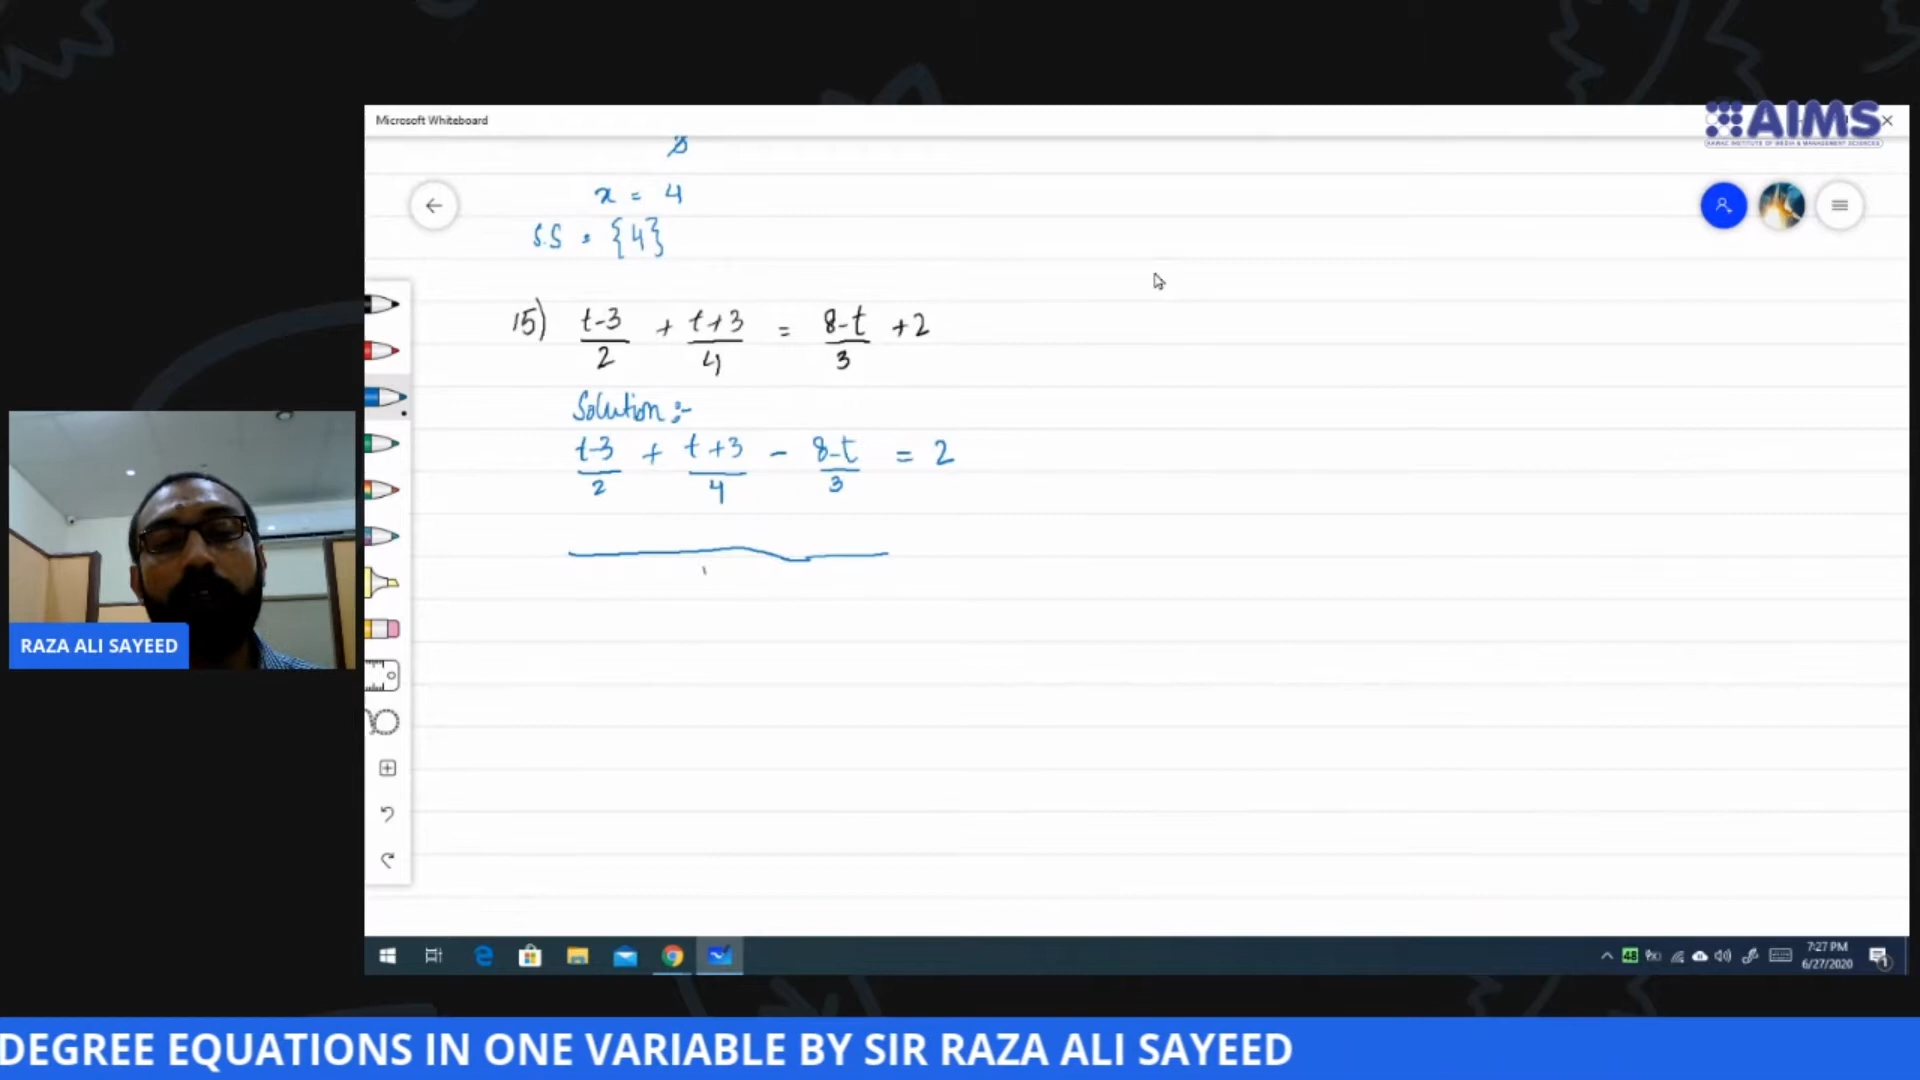 AIMS
Microsoft Whiteboard
x = 4
S.S = {4}
15) t-3/2 + t+3/4 = 8-t/3 + 2
Solution:-
t-3/2 + t+3/4 - 8-t/3 = 2
RAZA ALI SAYEED
48
7:27 PM
6/27/2020
1
DEGREE EQUATIONS IN ONE VARIABLE BY SIR RAZA ALI SAYEED